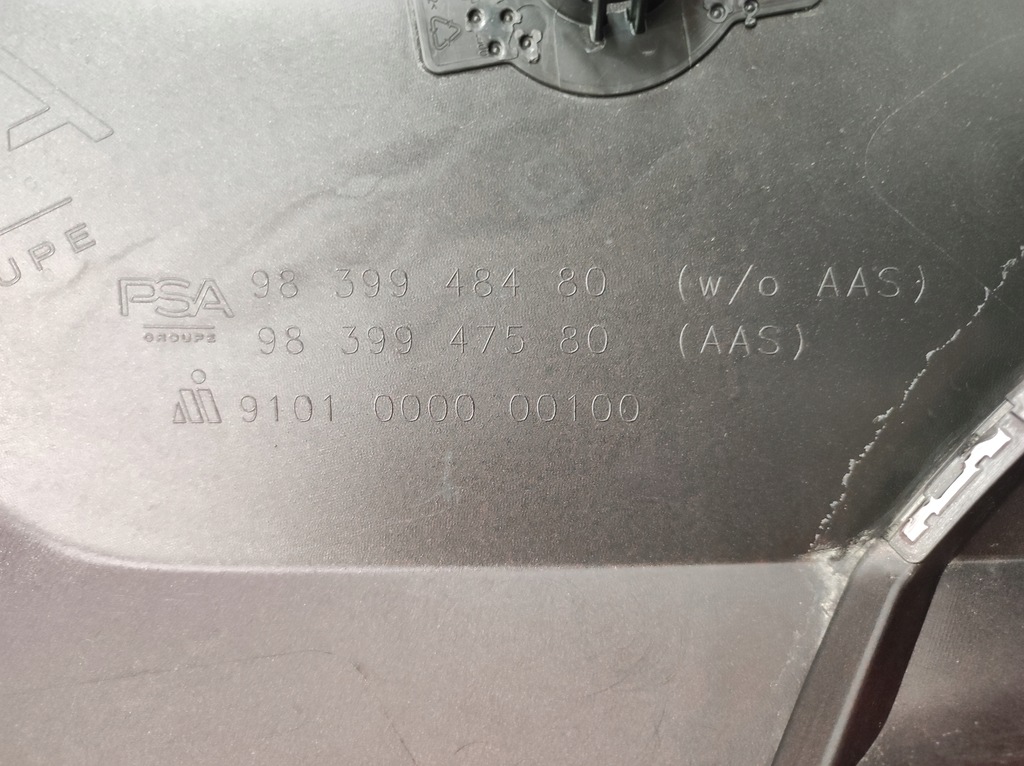 UPE
PSA 98 399 484 80 (w/o AAS)
GROUPE 98 399 475 80 (AAS)
9101 0000 00100